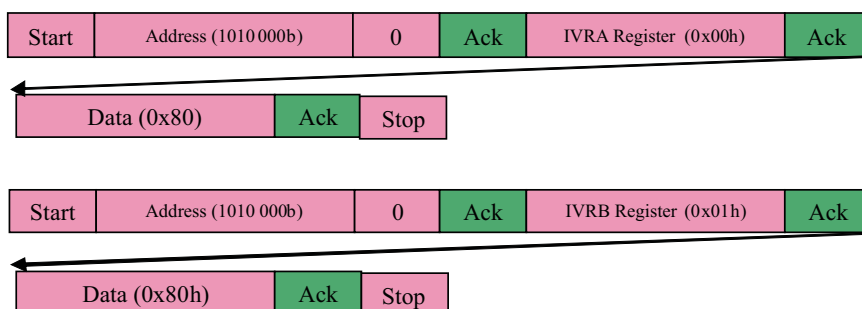 Start Address (1010 000b) 0 Ack IVRA Register (0x00h) Ack
Data (0x80) Ack Stop
Start Address (1010 000b) 0 Ack IVRB Register (0x01h) Ack
Data (0x80h) Ack Stop